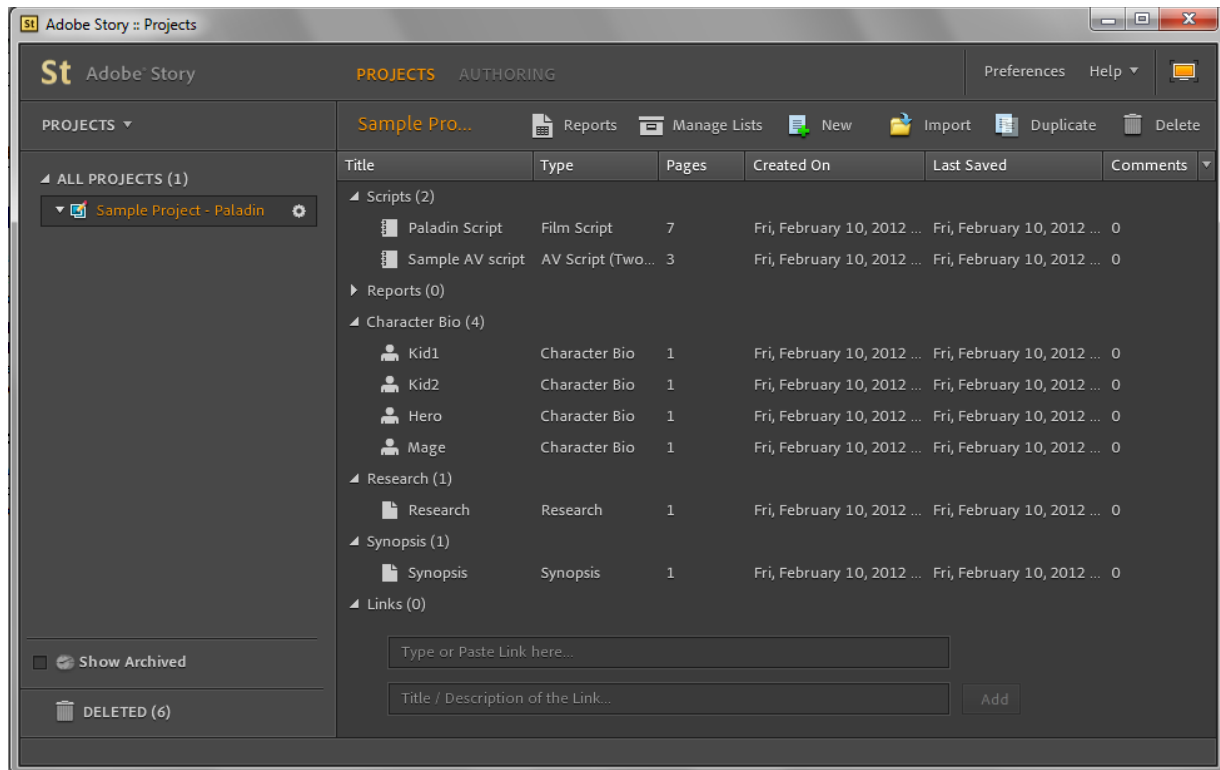 St Adobe Story :: Projects
St Adobe® Story PROJECTS AUTHORING Preferences Help
PROJECTS Sample Pro... Reports Manage Lists New Import Duplicate Delete
Title Type Pages Created On Last Saved Comments
ALL PROJECTS (1)
Sample Project - Paladin
Scripts (2)
Paladin Script Film Script 7 Fri, February 10, 2012 ... Fri, February 10, 2012 ... 0
Sample AV script AV Script (Two... 3 Fri, February 10, 2012 ... Fri, February 10, 2012 ... 0
Reports (0)
Character Bio (4)
Kid1 Character Bio 1 Fri, February 10, 2012 ... Fri, February 10, 2012 ... 0
Kid2 Character Bio 1 Fri, February 10, 2012 ... Fri, February 10, 2012 ... 0
Hero Character Bio 1 Fri, February 10, 2012 ... Fri, February 10, 2012 ... 0
Mage Character Bio 1 Fri, February 10, 2012 ... Fri, February 10, 2012 ... 0
Research (1)
Research Research 1 Fri, February 10, 2012 ... Fri, February 10, 2012 ... 0
Synopsis (1)
Synopsis Synopsis 1 Fri, February 10, 2012 ... Fri, February 10, 2012 ... 0
Links (0)
Type or Paste Link here...
Title / Description of the Link... Add
Show Archived
DELETED (6)